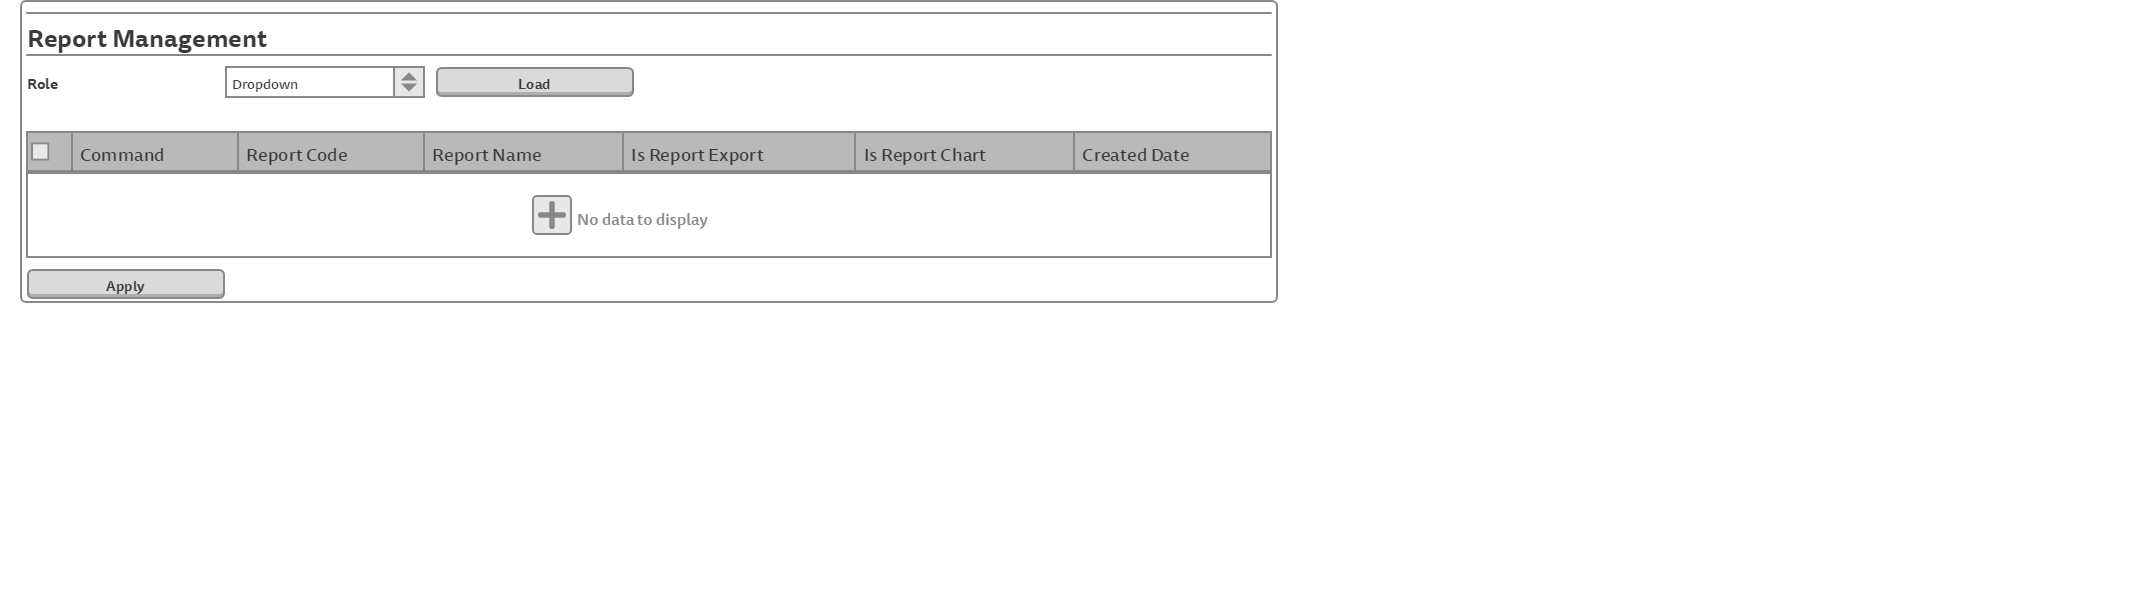 Report Management
Role Dropdown Load
Command Report Code Report Name Is Report Export Is Report Chart Created Date
No data to display
Apply